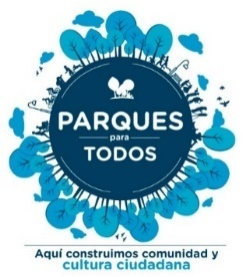 PARQUES
para
TODOS
Aquí construimos comunidad y
cultura ciudadana